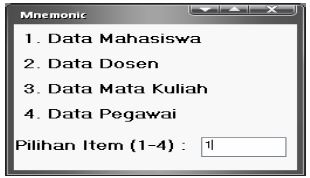 Mnemonic
1. Data Mahasiswa
2. Data Dosen
3. Data Mata Kuliah
4. Data Pegawai
Pilihan Item (1-4) : 1